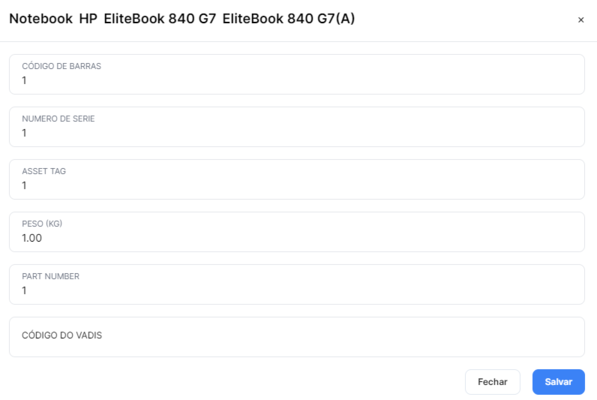 Notebook HP EliteBook 840 G7 EliteBook 840 G7(A)
×
CÓDIGO DE BARRAS
1
NUMERO DE SERIE
1
ASSET TAG
1
PESO (KG)
1.00
PART NUMBER
1
CÓDIGO DO VADIS
Fechar
Salvar